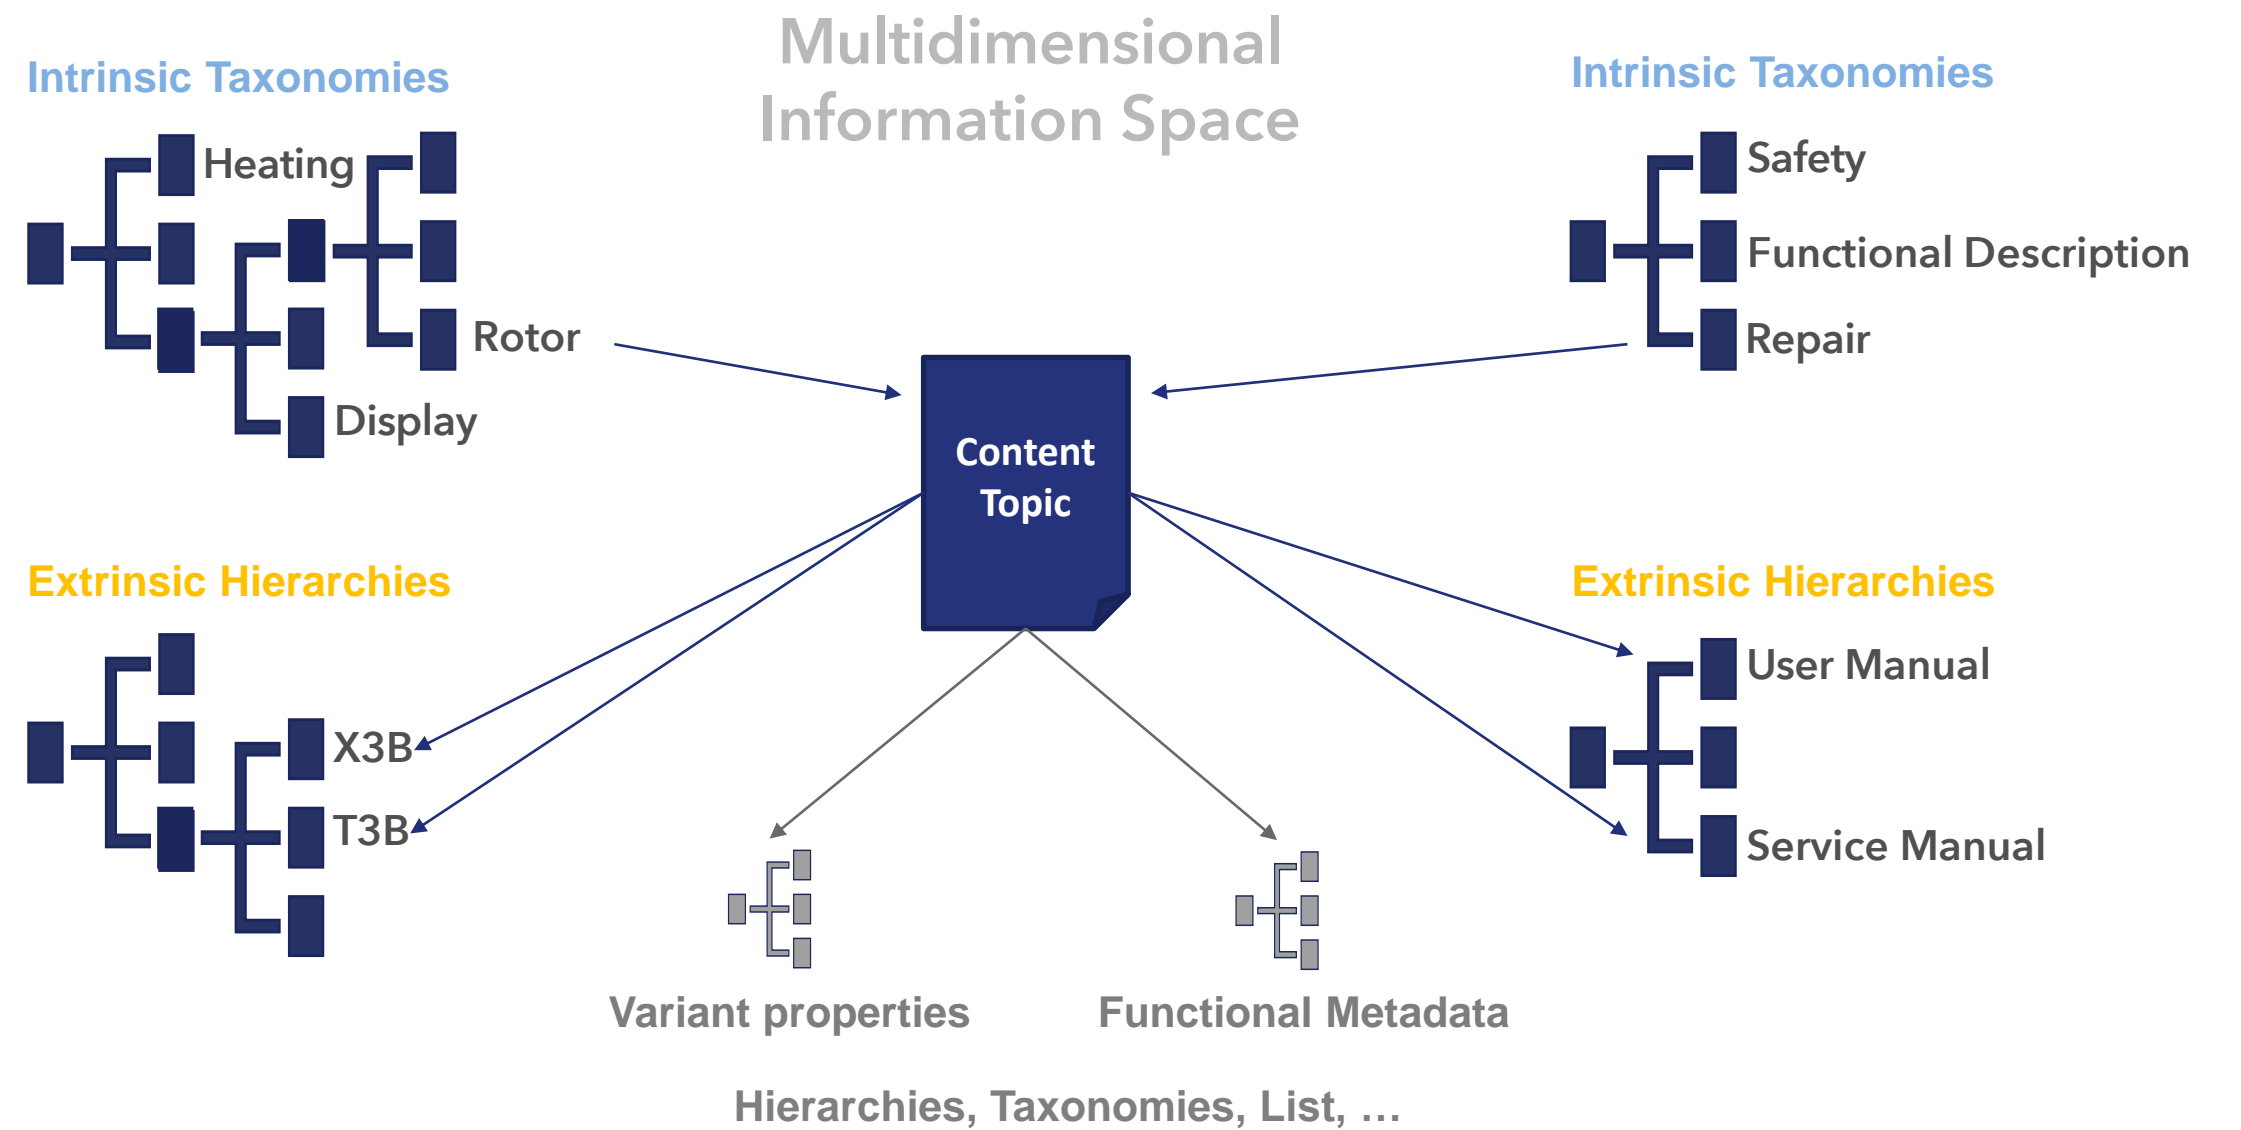 Multidimensional
Information Space
Intrinsic Taxonomies
Heating
Rotor
Display
Intrinsic Taxonomies
Safety
Functional Description
Repair
Content
Topic
Extrinsic Hierarchies
X3B
T3B
Extrinsic Hierarchies
User Manual
Service Manual
Variant properties
Functional Metadata
Hierarchies, Taxonomies, List, …